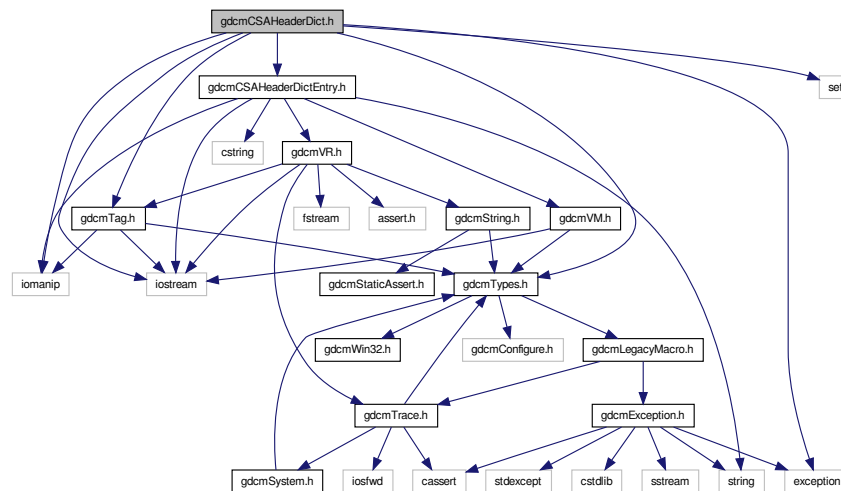 gdcmCSAHeaderDict.h
gdcmCSAHeaderDictEntry.h
set
cstring
gdcmVR.h
gdcmTag.h
fstream
assert.h
gdcmString.h
gdcmVM.h
iomanip
iostream
gdcmStaticAssert.h
gdcmTypes.h
gdcmWin32.h
gdcmConfigure.h
gdcmLegacyMacro.h
gdcmTrace.h
gdcmException.h
gdcmSystem.h
iosfwd
cassert
stdexcept
cstdlib
sstream
string
exception